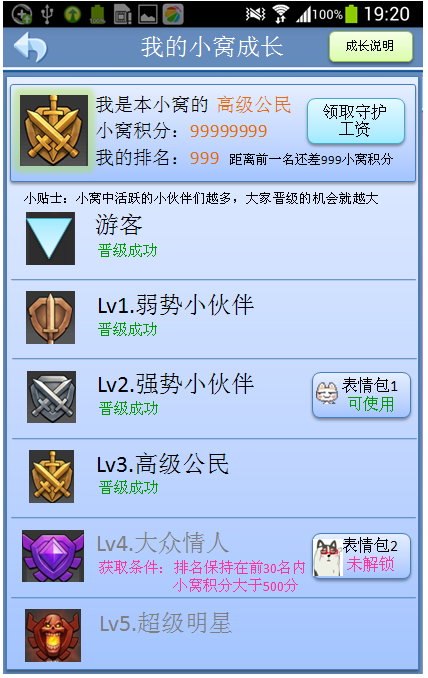 100% 19:20
我的小窝成长
成长说明
我是本小窝的 高级公民
小窝积分：99999999
我的排名：999 距离前一名还差999小窝积分
领取守护
工资
小贴士：小窝中活跃的小伙伴们越多，大家晋级的机会就越大
游客
晋级成功
Lv1.弱势小伙伴
晋级成功
Lv2.强势小伙伴
晋级成功
表情包1
可使用
Lv3.高级公民
晋级成功
Lv4.大众情人
获取条件：排名保持在前30名内
小窝积分大于500分
表情包2
未解锁
Lv5.超级明星